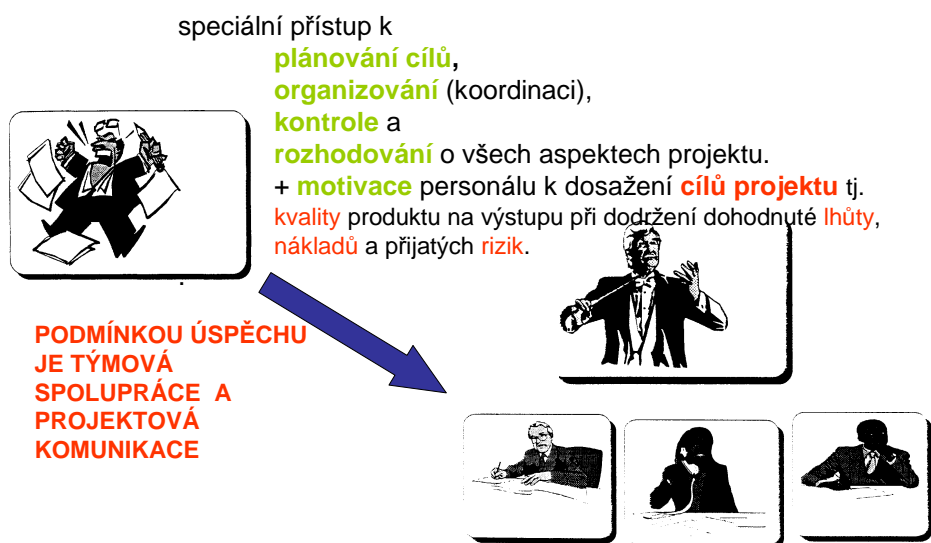 speciální přístup k
plánování cílů,
organizování (koordinaci),
kontrole a
rozhodování o všech aspektech projektu.
+ motivace personálu k dosažení cílů projektu tj.
kvality produktu na výstupu při dodržení dohodnuté lhůty,
nákladů a přijatých rizik.
.
PODMÍNKOU ÚSPĚCHU
JE TÝMOVÁ
SPOLUPRÁCE A
PROJEKTOVÁ
KOMUNIKACE